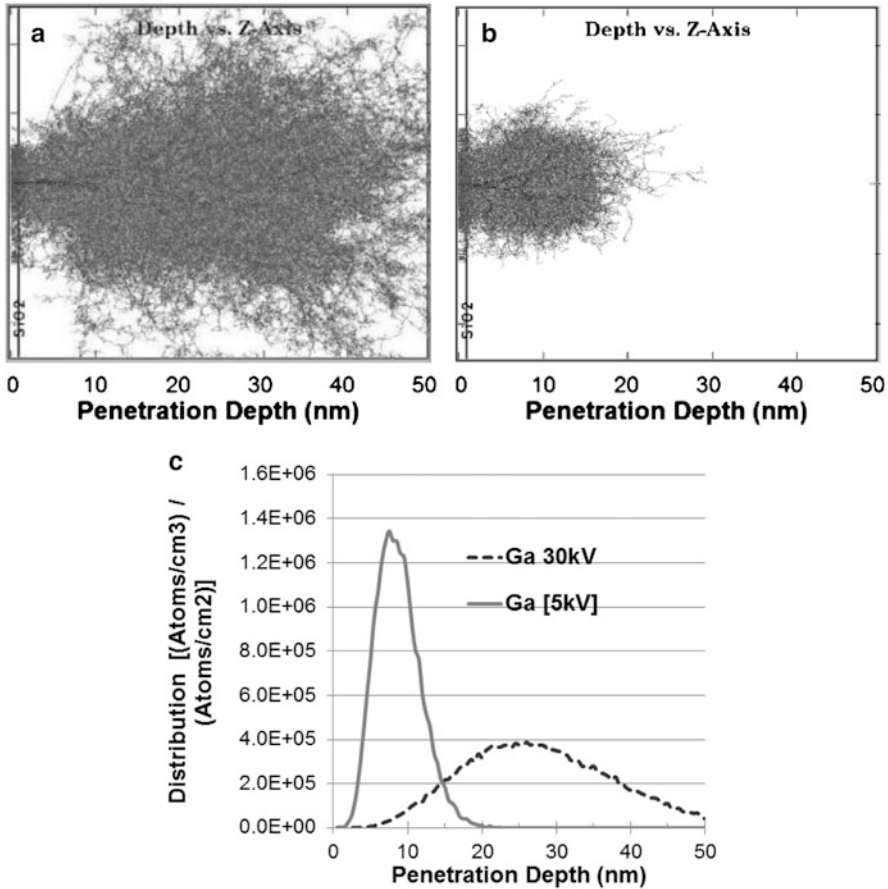 a
Depth vs. Z-Axis
SiO2
0 10 20 30 40 50
Penetration Depth (nm)
b
Depth vs. Z-Axis
SiO2
0 10 20 30 40 50
Penetration Depth (nm)
c
Distribution [(Atoms/cm3) /
(Atoms/cm2)]
1.6E+06
1.4E+06
1.2E+06
1.0E+06
8.0E+05
6.0E+05
4.0E+05
2.0E+05
0.0E+00
Ga 30kV
Ga [5kV]
0 10 20 30 40 50
Penetration Depth (nm)